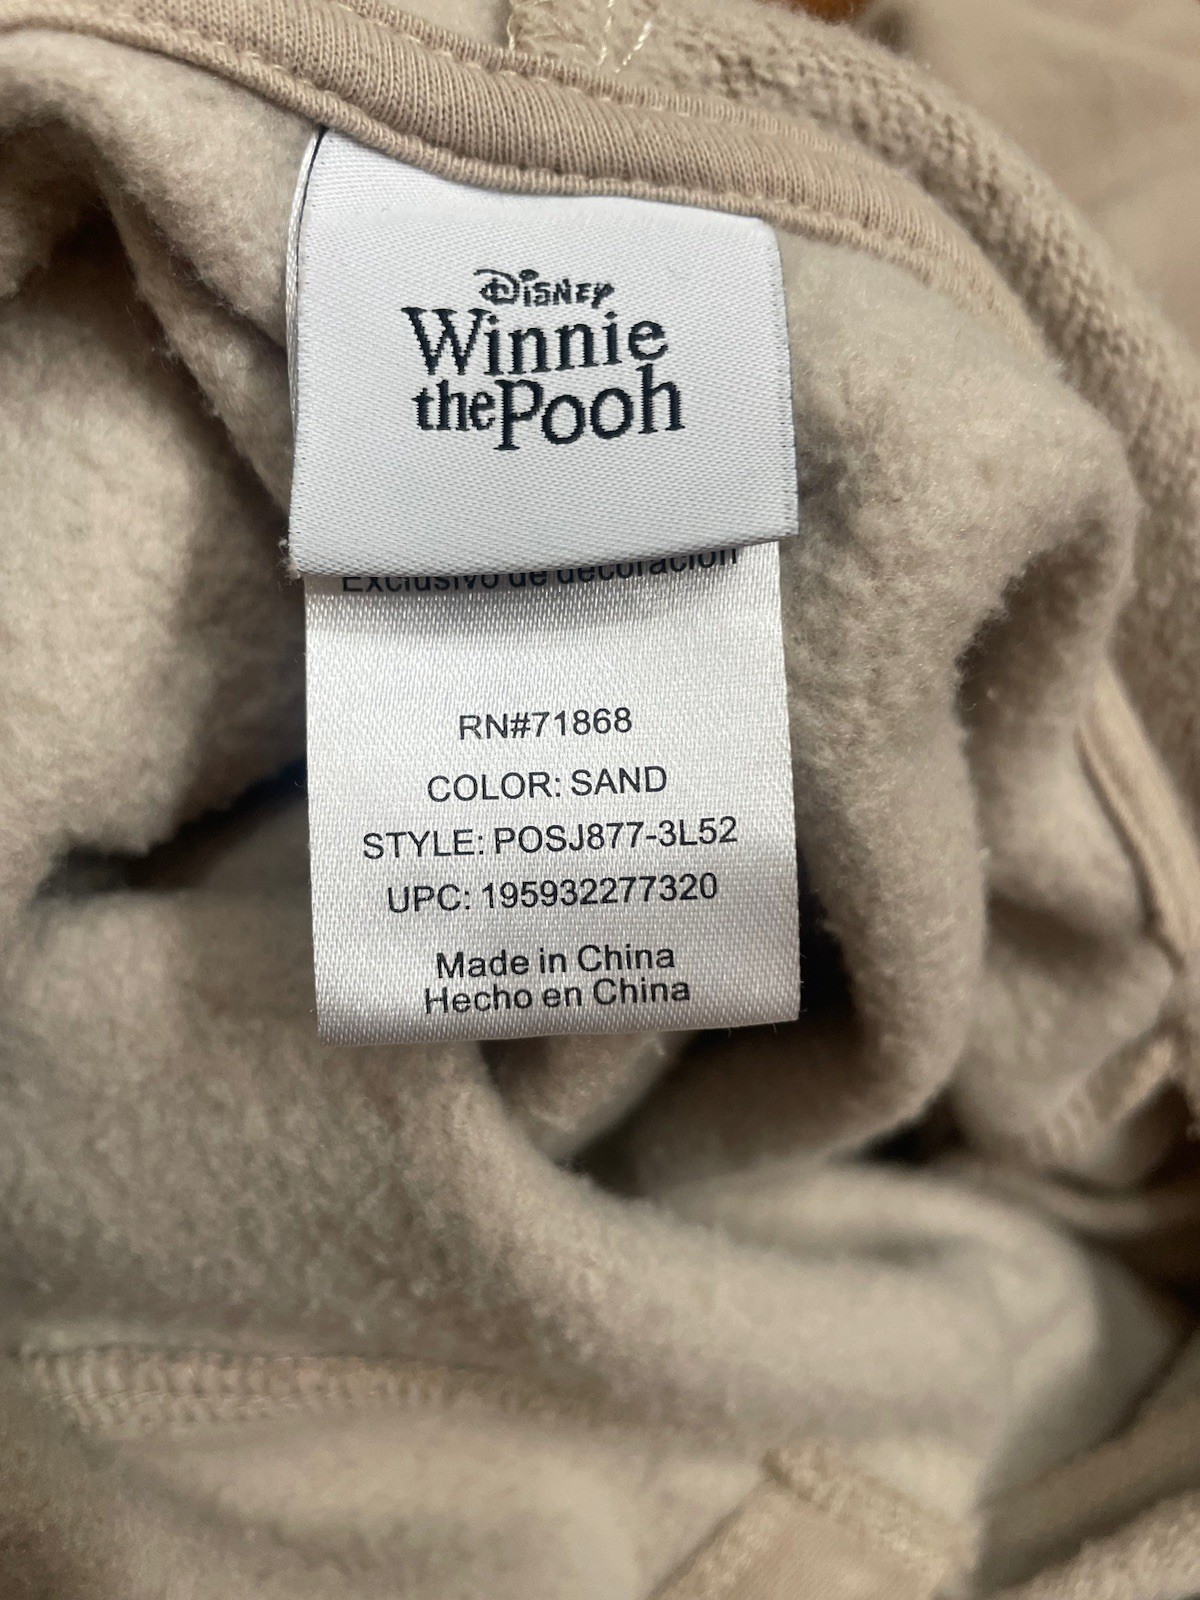 Disney
Winnie
the Pooh
Exclusivo de decoración
RN#71868
COLOR: SAND
STYLE: POSJ877-3L52
UPC: 195932277320
Made in China
Hecho en China